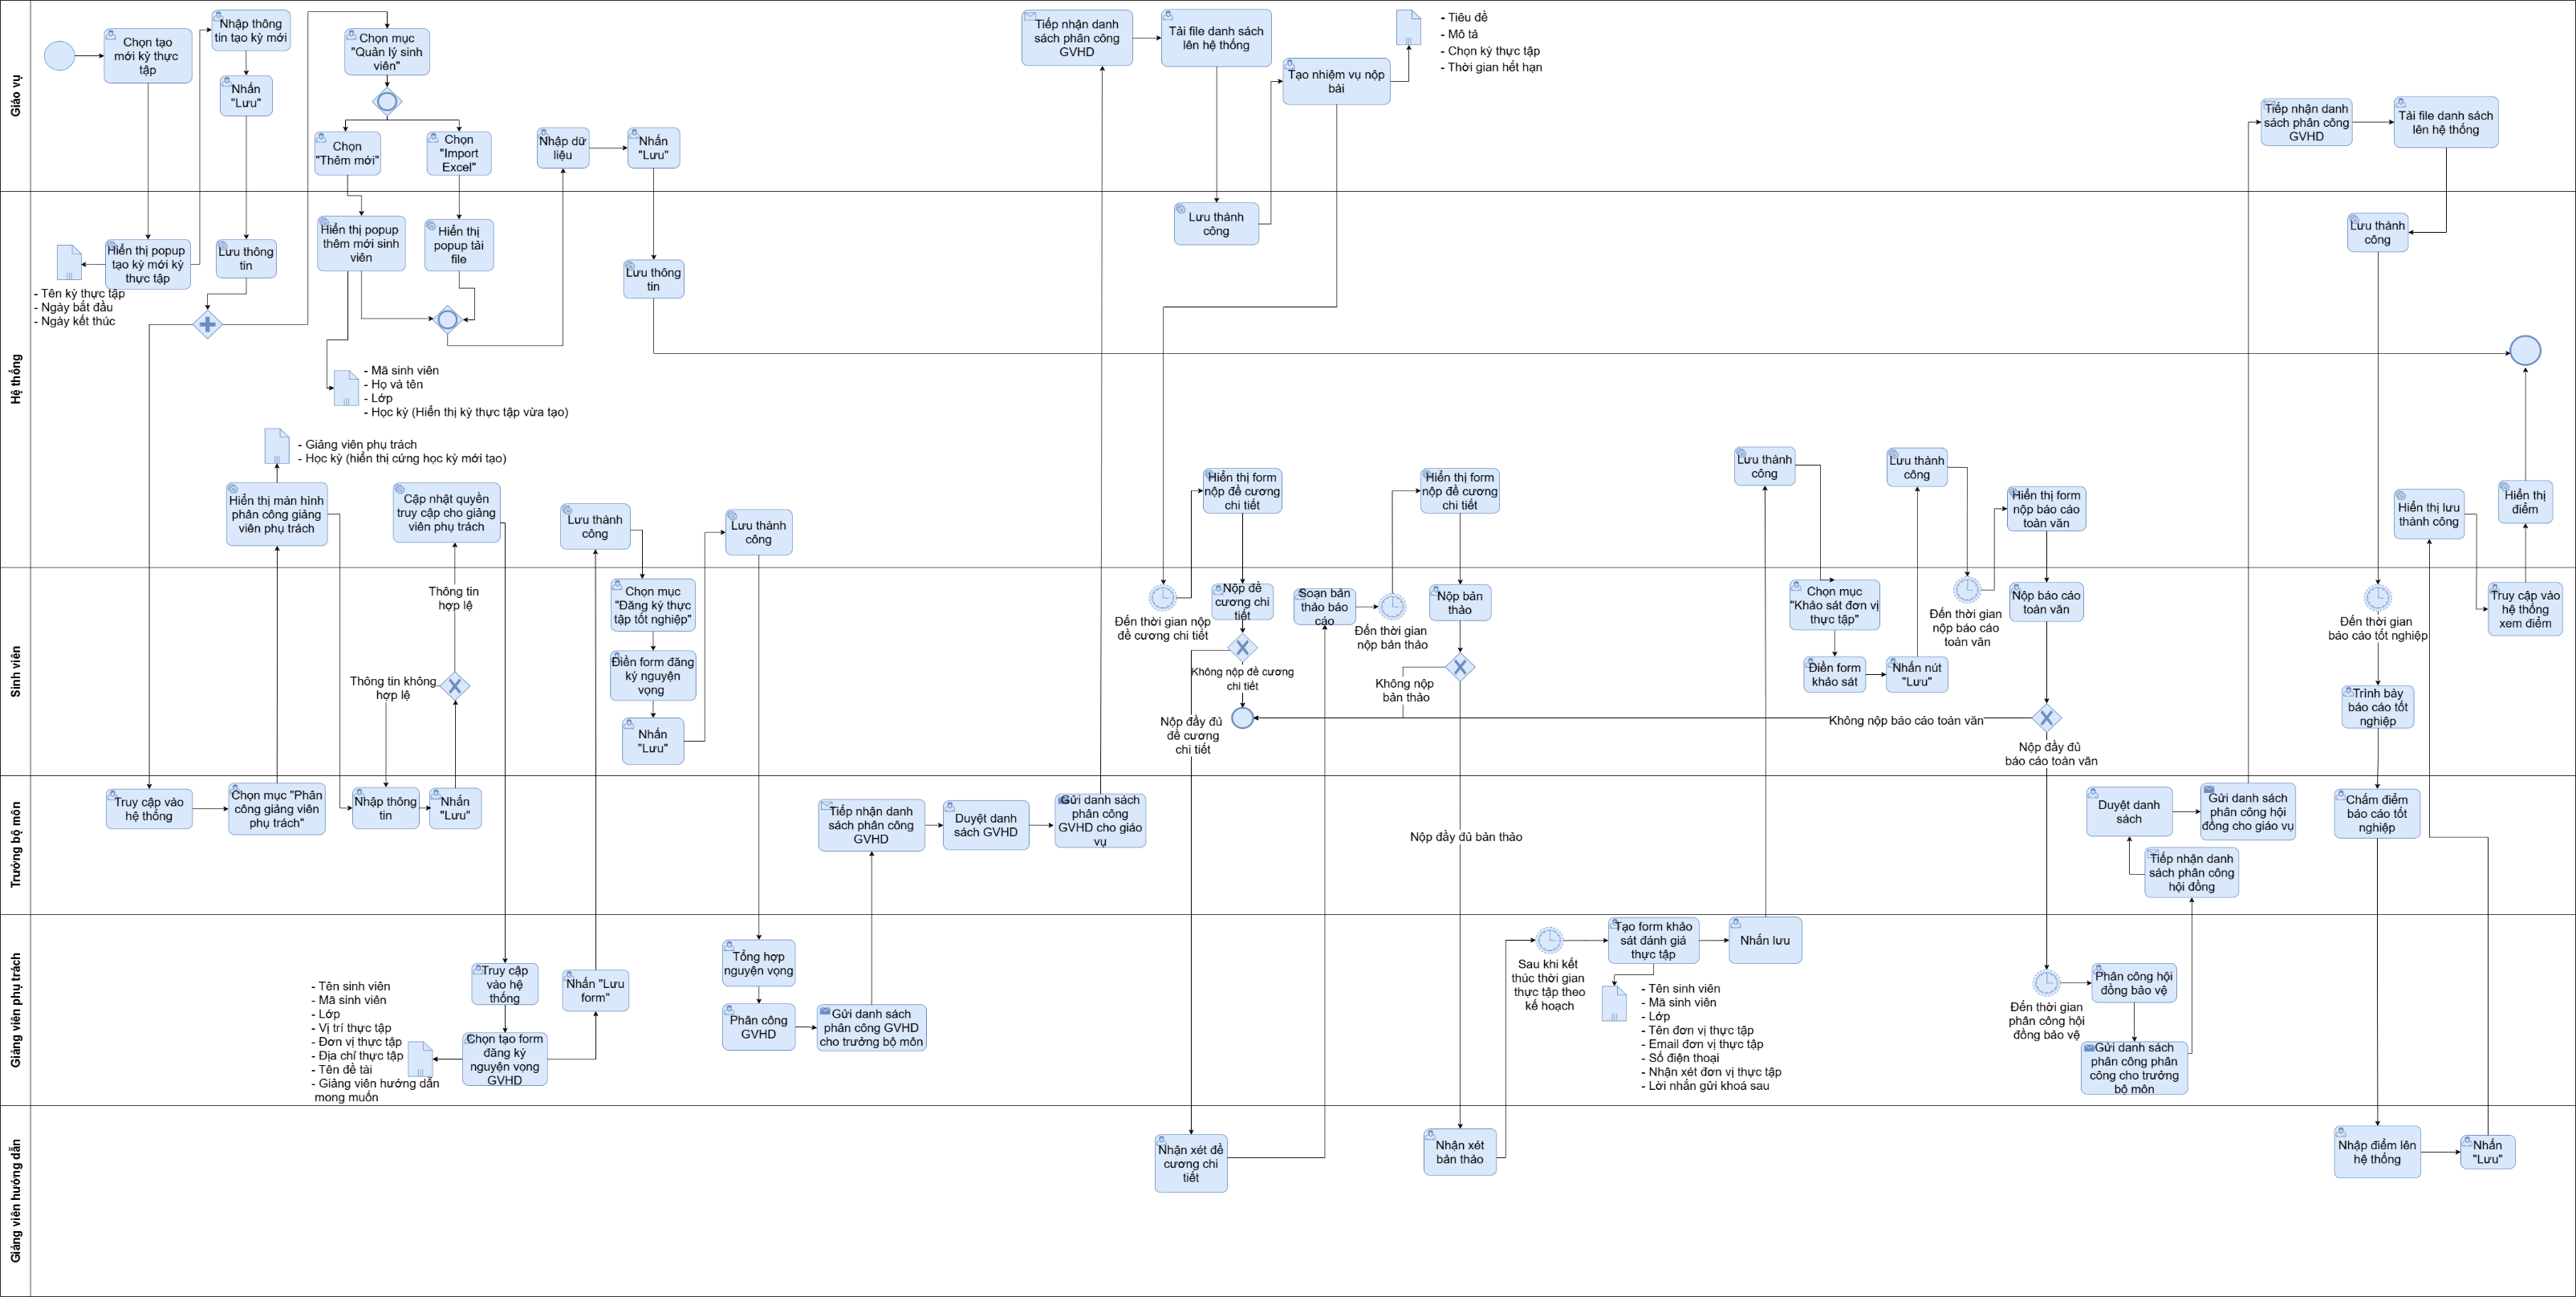 Giáo vụ
Chọn tạo
mới kỳ thực
tập
Nhập thông
tin tạo kỳ mới
Nhấn
"Lưu"
Chọn mục
"Quản lý sinh
viên"
Chọn
"Thêm mới"
Chọn
"Import
Excel"
Nhập dữ
liệu
Nhấn
"Lưu"
Tiếp nhận danh
sách phân công
GVHD
Tải file danh sách
lên hệ thống
Tạo nhiệm vụ nộp
bài
- Tiêu đề
- Mô tả
- Chọn kỳ thực tập
- Thời gian hết hạn
Tiếp nhận danh
sách phân công
GVHD
Tải file danh sách
lên hệ thống
Hệ thống
Hiển thị popup
tạo kỳ mới kỳ
thực tập
- Tên kỳ thực tập
- Ngày bắt đầu
- Ngày kết thúc
Lưu thông
tin
Hiển thị popup
thêm mới sinh
viên
Hiển thị
popup tải
file
Lưu thông
tin
- Mã sinh viên
- Họ và tên
- Lớp
- Học kỳ (Hiển thị kỳ thực tập vừa tạo)
- Giảng viên phụ trách
- Học kỳ (hiển thị cứng học kỳ mới tạo)
Hiển thị màn hình
phân công giảng
viên phụ trách
Cập nhật quyền
truy cập cho giảng
viên phụ trách
Lưu thành
công
Lưu thành
công
Lưu thành
công
Hiển thị form
nộp đề cương
chi tiết
Hiển thị form
nộp đề cương
chi tiết
Lưu thành
công
Lưu thành
công
Hiển thị form
nộp báo cáo
toàn văn
Lưu thành
công
Hiển thị lưu
thành công
Hiển thị
điểm
Sinh viên
Thông tin
hợp lệ
Thông tin không
hợp lệ
Chọn mục
"Đăng ký thực
tập tốt nghiệp"
Điền form đăng
ký nguyện
vọng
Nhấn
"Lưu"
Đến thời gian nộp
đề cương chi tiết
Nộp đề
cương chi
tiết
Không nộp đề cương
chi tiết
Nộp đầy đủ
đề cương
chi tiết
Soạn bản
thảo báo
cáo
Đến thời gian
nộp bản thảo
Nộp bản
thảo
Không nộp
bản thảo
Chọn mục
"Khảo sát đơn vị
thực tập"
Điền form
khảo sát
Nhấn nút
"Lưu"
Đến thời gian
nộp báo cáo
toàn văn
Nộp báo cáo
toàn văn
Không nộp báo cáo toàn văn
Nộp đầy đủ
báo cáo toàn văn
Đến thời gian
báo cáo tốt nghiệp
Trình bày
báo cáo tốt
nghiệp
Truy cập vào
hệ thống
xem điểm
Trưởng bộ môn
Truy cập vào
hệ thống
Chọn mục "Phân
công giảng viên
phụ trách"
Nhập thông
tin
Nhấn
"Lưu"
Tiếp nhận danh
sách phân công
GVHD
Duyệt danh
sách GVHD
Gửi danh sách
phân công
GVHD cho giáo
vụ
Nộp đầy đủ bản thảo
Duyệt danh
sách
Gửi danh sách
phân công hội
đồng cho giáo vụ
Tiếp nhận danh
sách phân công
hội đồng
Chấm điểm
báo cáo tốt
nghiệp
Giảng viên phụ trách
- Tên sinh viên
- Mã sinh viên
- Lớp
- Vị trí thực tập
- Đơn vị thực tập
- Địa chỉ thực tập
- Tên đề tài
- Giảng viên hướng dẫn
mong muốn
Truy cập
vào hệ
thống
Chọn tạo form
đăng ký
nguyện vọng
GVHD
Nhấn "Lưu
form"
Tổng hợp
nguyện vọng
Phân công
GVHD
Gửi danh sách
phân công GVHD
cho trưởng bộ môn
Sau khi kết
thúc thời gian
thực tập theo
kế hoạch
Tạo form khảo
sát đánh giá
thực tập
Nhấn lưu
- Tên sinh viên
- Mã sinh viên
- Lớp
- Tên đơn vị thực tập
- Email đơn vị thực tập
- Số điện thoại
- Nhận xét đơn vị thực tập
- Lời nhắn gửi khoá sau
Đến thời gian
phân công hội
đồng bảo vệ
Phân công hội
đồng bảo vệ
Gửi danh sách
phân công phân
công cho trưởng
bộ môn
Giảng viên hướng dẫn
Nhận xét đề
cương chi
tiết
Nhận xét
bản thảo
Nhập điểm lên
hệ thống
Nhấn
"Lưu"